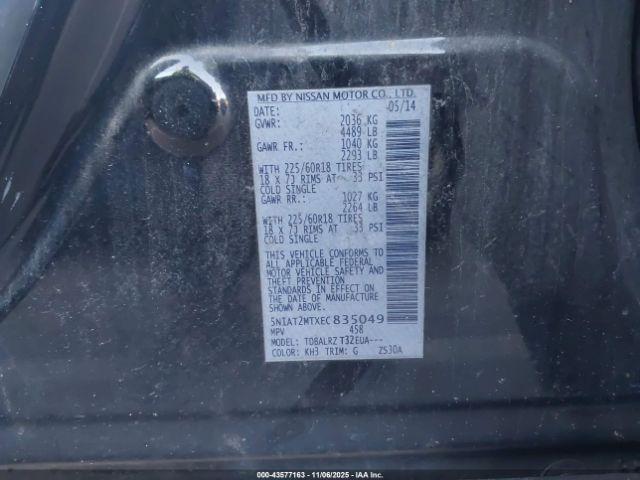 MFD BY NISSAN MOTOR CO., LTD.
DATE: 05/14
GVWR: 2036 KG
4489 LB
GAWR FR.: 1040 KG
2293 LB
WITH 225/60R18 TIRES
18 X 7J RIMS AT 33 PSI
COLD SINGLE
GAWR RR.: 1027 KG
2264 LB
WITH 225/60R18 TIRES
18 X 7J RIMS AT 33 PSI
COLD SINGLE
THIS VEHICLE CONFORMS TO
ALL APPLICABLE FEDERAL
MOTOR VEHICLE SAFETY AND
THEFT PREVENTION
STANDARDS IN EFFECT ON
THE DATE OF MANUFACTURE
SHOWN ABOVE.
5N1AT2MTXEC835049
MPV 458
MODEL: TDBALRZ T32EUA---
COLOR: KH3 TRIM: G ZS30A
000-43577163 - 11/06/2025 - IAA Inc.